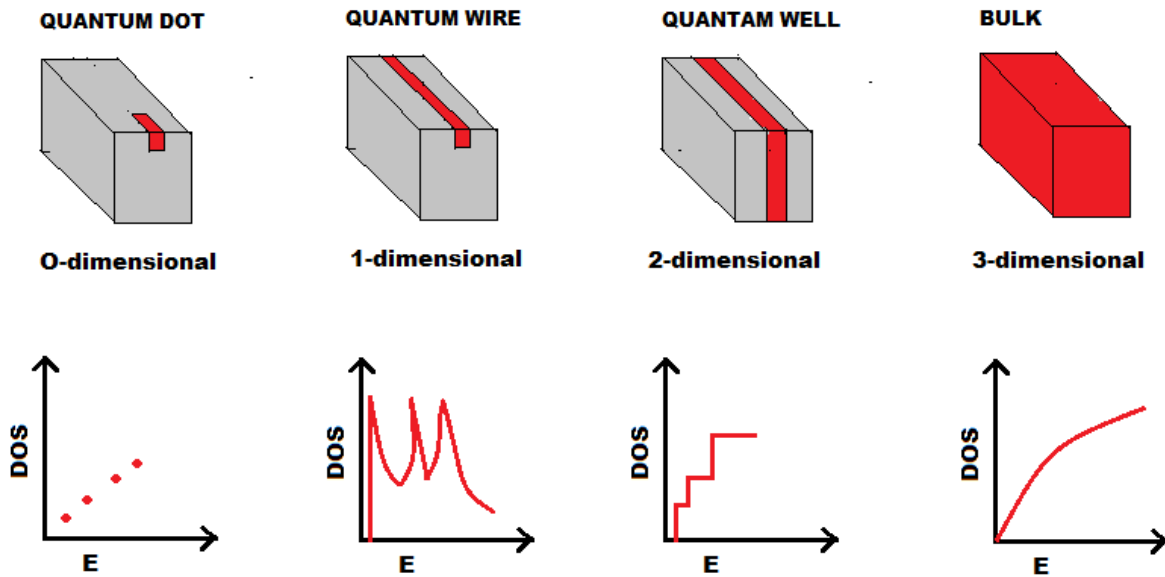 QUANTUM DOT
QUANTUM WIRE
QUANTAM WELL
BULK
O-dimensional
1-dimensional
2-dimensional
3-dimensional
DOS
E
DOS
E
DOS
E
DOS
E